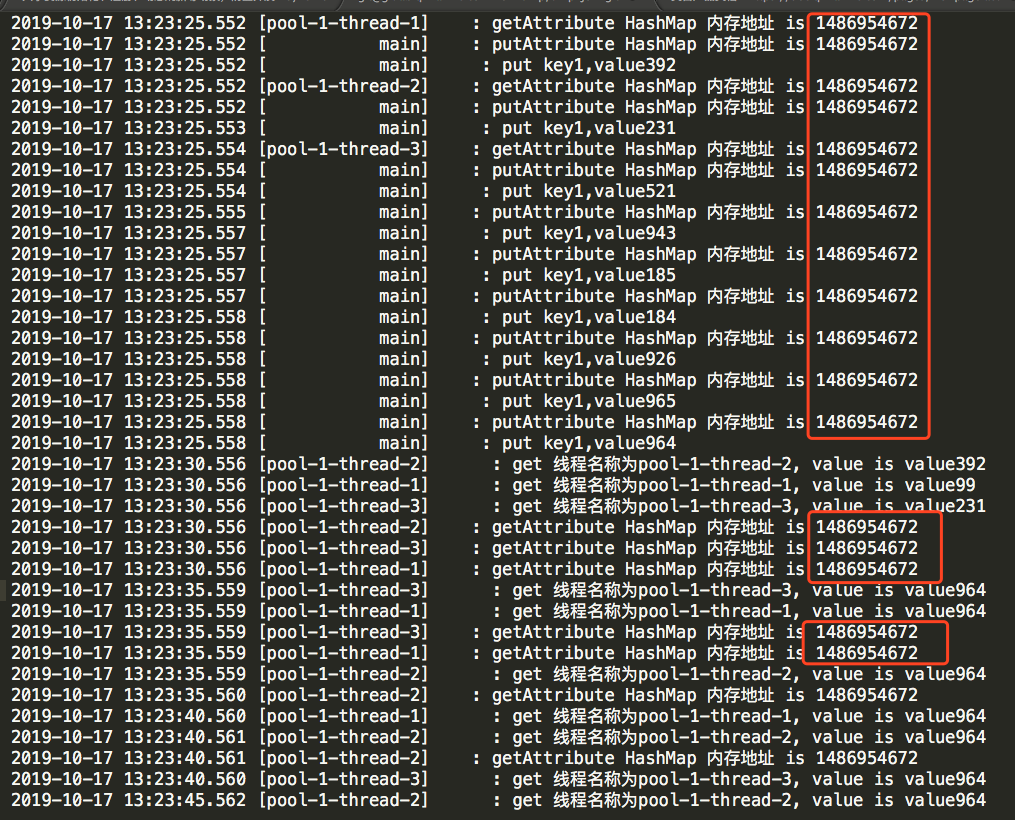 2019-10-17 13:23:25.552 [pool-1-thread-1] : getAttribute HashMap 内存地址 is 1486954672
2019-10-17 13:23:25.552 [ main] : putAttribute HashMap 内存地址 is 1486954672
2019-10-17 13:23:25.552 [ main] : put key1,value392
2019-10-17 13:23:25.552 [pool-1-thread-2] : getAttribute HashMap 内存地址 is 1486954672
2019-10-17 13:23:25.552 [ main] : putAttribute HashMap 内存地址 is 1486954672
2019-10-17 13:23:25.553 [ main] : put key1,value231
2019-10-17 13:23:25.554 [pool-1-thread-3] : getAttribute HashMap 内存地址 is 1486954672
2019-10-17 13:23:25.554 [ main] : putAttribute HashMap 内存地址 is 1486954672
2019-10-17 13:23:25.554 [ main] : put key1,value521
2019-10-17 13:23:25.555 [ main] : putAttribute HashMap 内存地址 is 1486954672
2019-10-17 13:23:25.557 [ main] : put key1,value943
2019-10-17 13:23:25.557 [ main] : putAttribute HashMap 内存地址 is 1486954672
2019-10-17 13:23:25.557 [ main] : put key1,value185
2019-10-17 13:23:25.557 [ main] : putAttribute HashMap 内存地址 is 1486954672
2019-10-17 13:23:25.558 [ main] : put key1,value184
2019-10-17 13:23:25.558 [ main] : putAttribute HashMap 内存地址 is 1486954672
2019-10-17 13:23:25.558 [ main] : put key1,value926
2019-10-17 13:23:25.558 [ main] : putAttribute HashMap 内存地址 is 1486954672
2019-10-17 13:23:25.558 [ main] : put key1,value965
2019-10-17 13:23:25.558 [ main] : putAttribute HashMap 内存地址 is 1486954672
2019-10-17 13:23:25.558 [ main] : put key1,value964
2019-10-17 13:23:30.556 [pool-1-thread-2] : get 线程名称为pool-1-thread-2, value is value392
2019-10-17 13:23:30.556 [pool-1-thread-1] : get 线程名称为pool-1-thread-1, value is value99
2019-10-17 13:23:30.556 [pool-1-thread-3] : get 线程名称为pool-1-thread-3, value is value231
2019-10-17 13:23:30.556 [pool-1-thread-2] : getAttribute HashMap 内存地址 is 1486954672
2019-10-17 13:23:30.556 [pool-1-thread-3] : getAttribute HashMap 内存地址 is 1486954672
2019-10-17 13:23:30.556 [pool-1-thread-1] : getAttribute HashMap 内存地址 is 1486954672
2019-10-17 13:23:35.559 [pool-1-thread-3] : get 线程名称为pool-1-thread-3, value is value964
2019-10-17 13:23:35.559 [pool-1-thread-1] : get 线程名称为pool-1-thread-1, value is value964
2019-10-17 13:23:35.559 [pool-1-thread-3] : getAttribute HashMap 内存地址 is 1486954672
2019-10-17 13:23:35.559 [pool-1-thread-1] : getAttribute HashMap 内存地址 is 1486954672
2019-10-17 13:23:35.559 [pool-1-thread-2] : get 线程名称为pool-1-thread-2, value is value964
2019-10-17 13:23:35.560 [pool-1-thread-2] : getAttribute HashMap 内存地址 is 1486954672
2019-10-17 13:23:40.560 [pool-1-thread-1] : get 线程名称为pool-1-thread-1, value is value964
2019-10-17 13:23:40.561 [pool-1-thread-2] : get 线程名称为pool-1-thread-2, value is value964
2019-10-17 13:23:40.561 [pool-1-thread-2] : getAttribute HashMap 内存地址 is 1486954672
2019-10-17 13:23:40.560 [pool-1-thread-3] : get 线程名称为pool-1-thread-3, value is value964
2019-10-17 13:23:45.562 [pool-1-thread-2] : get 线程名称为pool-1-thread-2, value is value964